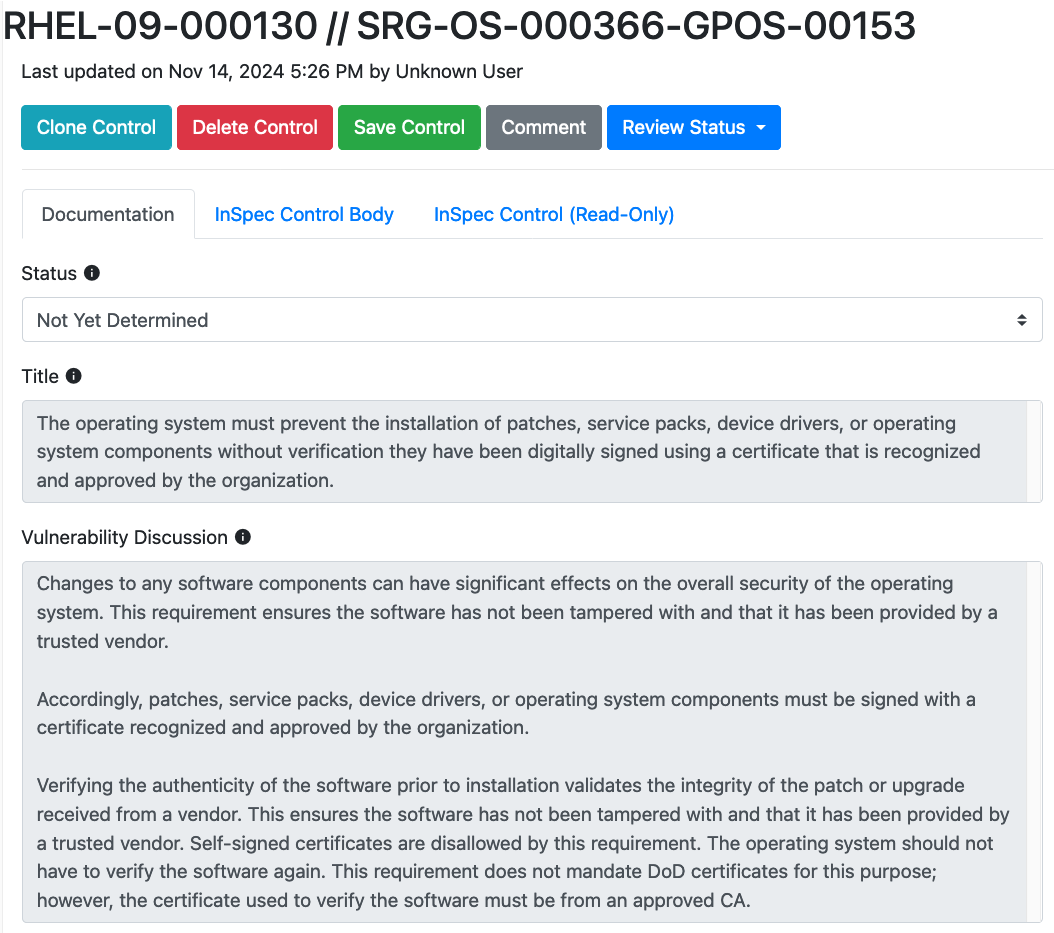 RHEL-09-000130 // SRG-OS-000366-GPOS-00153
Last updated on Nov 14, 2024 5:26 PM by Unknown User
Clone Control Delete Control Save Control Comment Review Status
Documentation InSpec Control Body InSpec Control (Read-Only)
Status
Not Yet Determined
Title
The operating system must prevent the installation of patches, service packs, device drivers, or operating
system components without verification they have been digitally signed using a certificate that is recognized
and approved by the organization.
Vulnerability Discussion
Changes to any software components can have significant effects on the overall security of the operating
system. This requirement ensures the software has not been tampered with and that it has been provided by a
trusted vendor.
Accordingly, patches, service packs, device drivers, or operating system components must be signed with a
certificate recognized and approved by the organization.
Verifying the authenticity of the software prior to installation validates the integrity of the patch or upgrade
received from a vendor. This ensures the software has not been tampered with and that it has been provided by
a trusted vendor. Self-signed certificates are disallowed by this requirement. The operating system should not
have to verify the software again. This requirement does not mandate DoD certificates for this purpose;
however, the certificate used to verify the software must be from an approved CA.